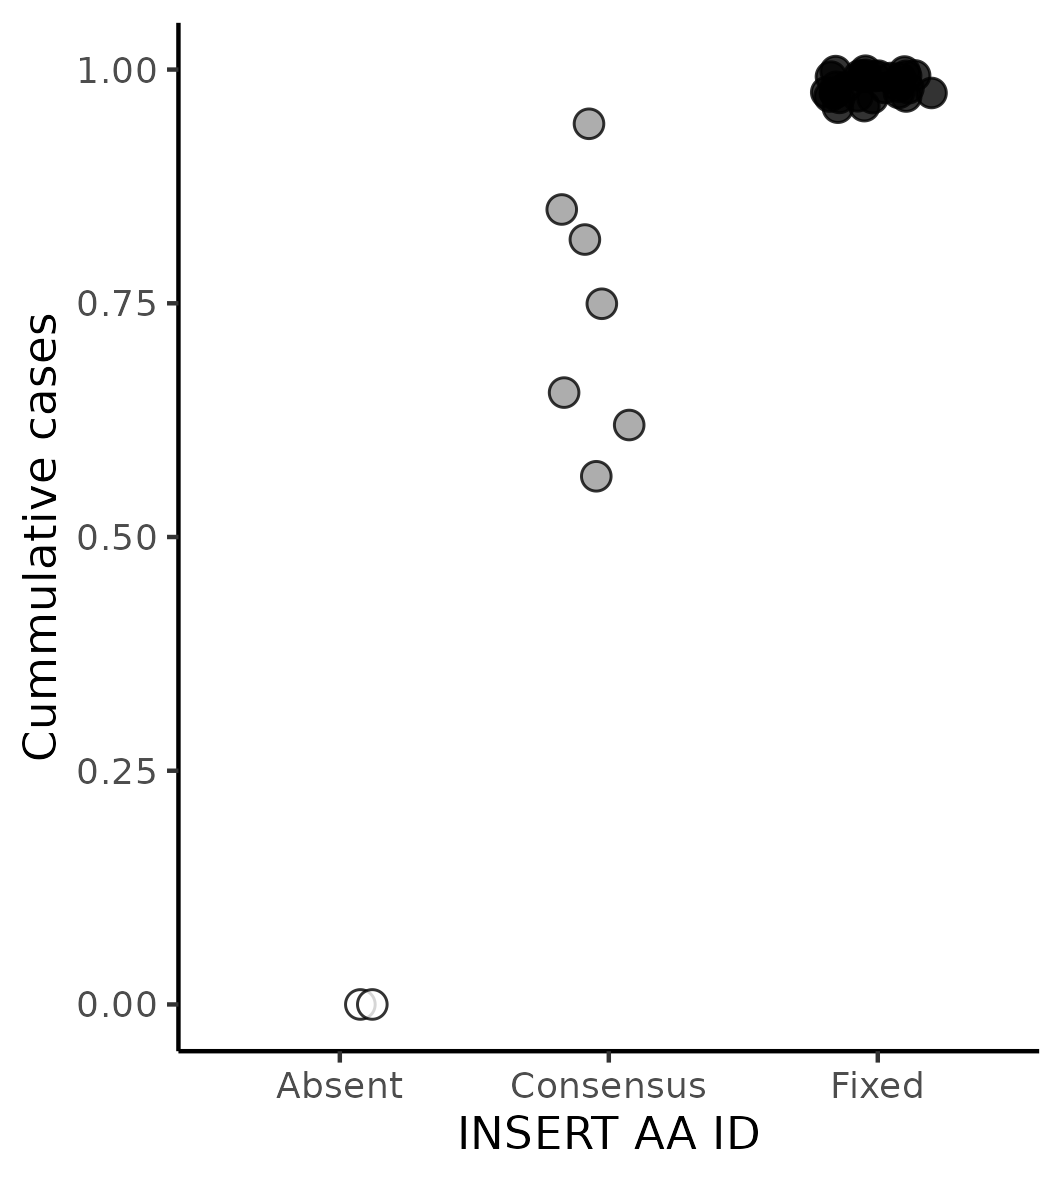 Cummulative cases
1.00
0.75
0.50
0.25
0.00
Absent Consensus Fixed
INSERT AA ID